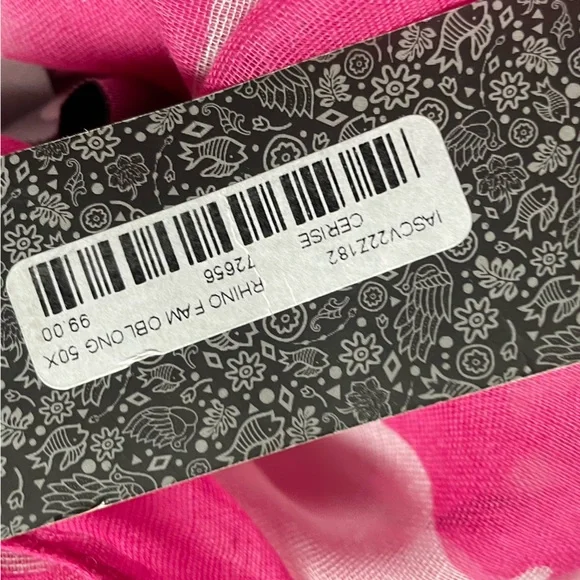 IASCV22Z182
CERISE
72656
RHINO FAM OBLONG 50X
99.00